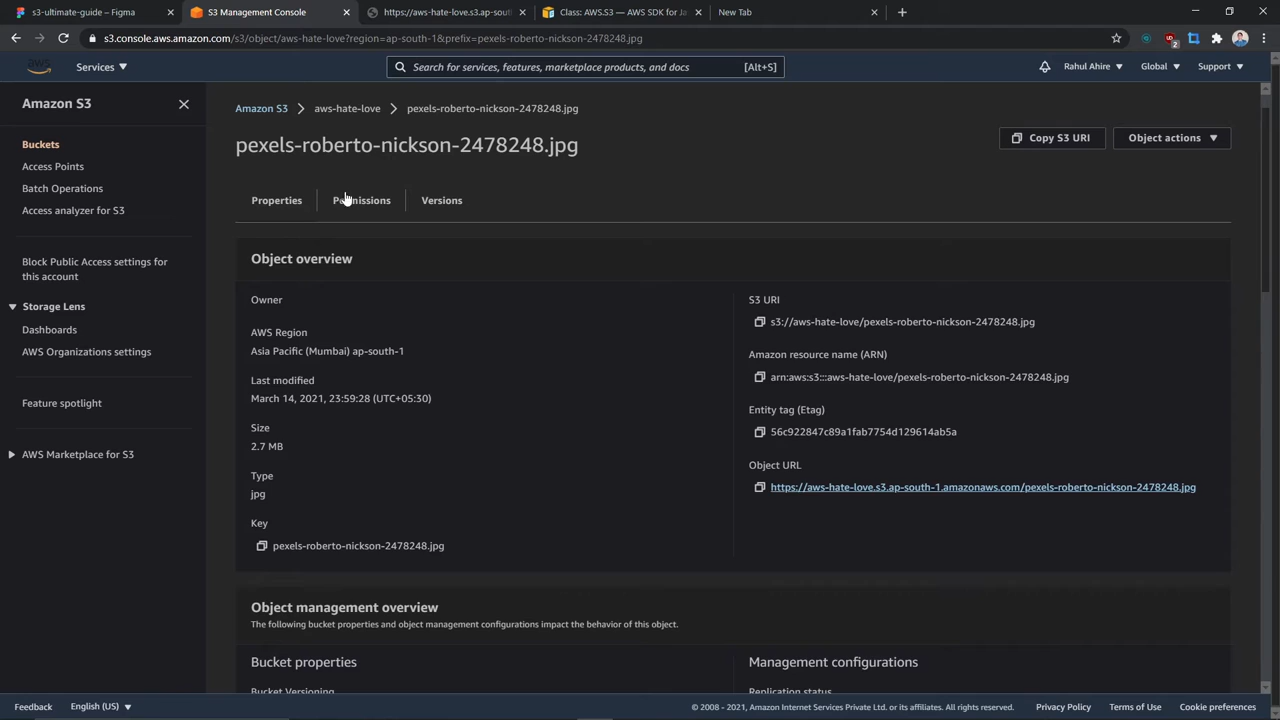 s3-ultimate-guide – Figma
S3 Management Console
https://aws-hate-love.s3.ap-sout
Class: AWS.S3 — AWS SDK for Ja
New Tab
s3.console.aws.amazon.com/s3/object/aws-hate-love?region=ap-south-1&prefix=pexels-roberto-nickson-2478248.jpg
2
aws
Services
Search for services, features, marketplace products, and docs
[Alt+S]
Rahul Ahire
Global
Support
Amazon S3
Buckets
Access Points
Batch Operations
Access analyzer for S3
Block Public Access settings for
this account
Storage Lens
Dashboards
AWS Organizations settings
Feature spotlight
AWS Marketplace for S3
Amazon S3 > aws-hate-love > pexels-roberto-nickson-2478248.jpg
pexels-roberto-nickson-2478248.jpg
Copy S3 URI
Object actions
Properties
Permissions
Versions
Object overview
Owner
AWS Region
Asia Pacific (Mumbai) ap-south-1
Last modified
March 14, 2021, 23:59:28 (UTC+05:30)
Size
2.7 MB
Type
jpg
Key
pexels-roberto-nickson-2478248.jpg
S3 URI
s3://aws-hate-love/pexels-roberto-nickson-2478248.jpg
Amazon resource name (ARN)
arn:aws:s3:::aws-hate-love/pexels-roberto-nickson-2478248.jpg
Entity tag (Etag)
56c922847c89a1fab7754d129614ab5a
Object URL
https://aws-hate-love.s3.ap-south-1.amazonaws.com/pexels-roberto-nickson-2478248.jpg
Object management overview
The following bucket properties and object management configurations impact the behavior of this object.
Bucket properties
Bucket Versioning
Management configurations
Replication status
Feedback
English (US)
© 2008 - 2021, Amazon Internet Services Private Ltd. or its affiliates. All rights reserved.
Privacy Policy
Terms of Use
Cookie preferences